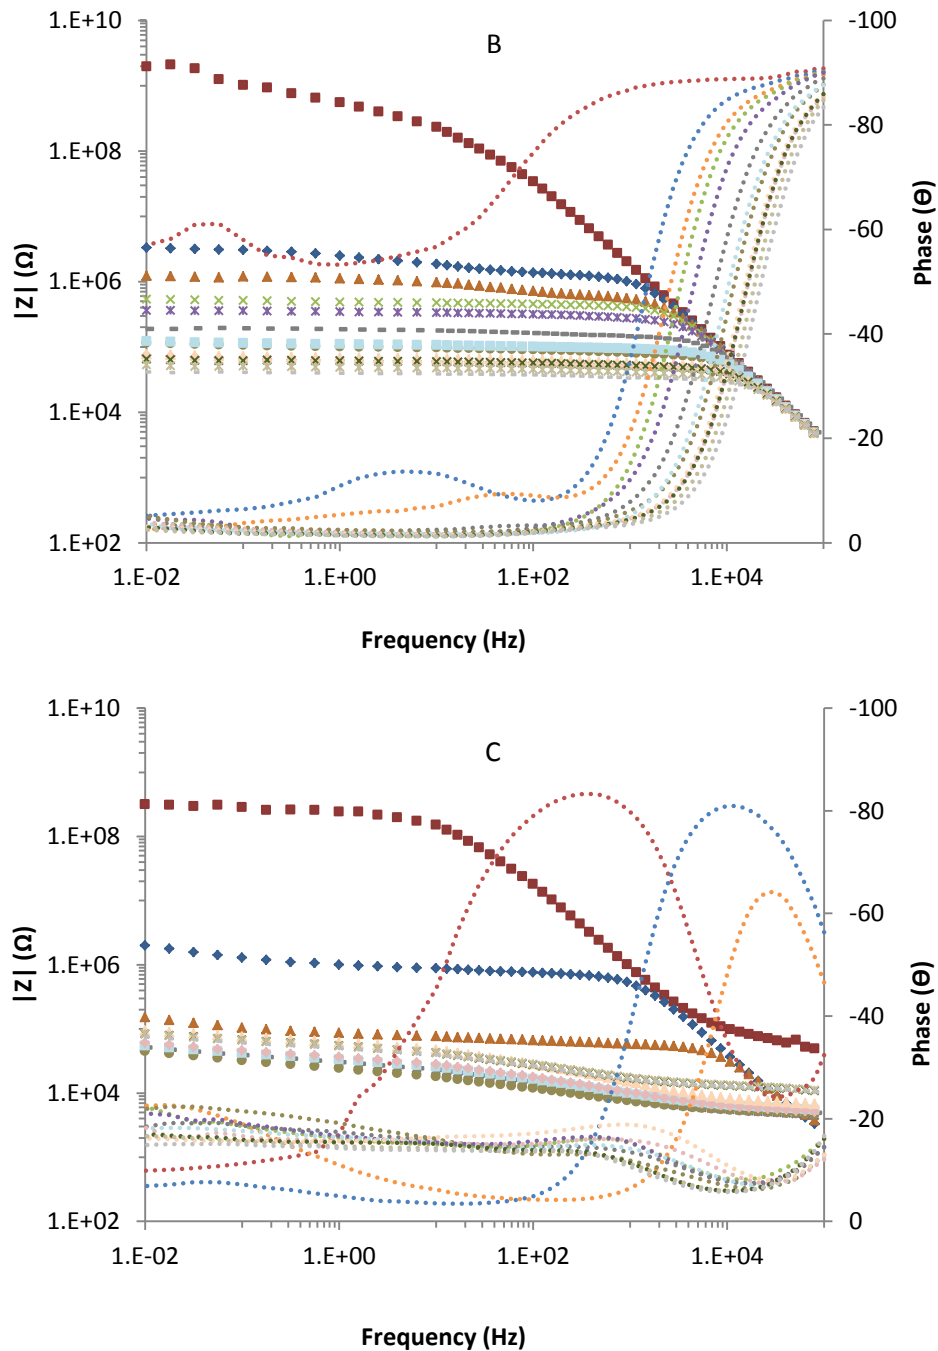 B
1.E+10
1.E+08
1.E+06
1.E+04
1.E+02
|Z| (Ω)
-100
-80
-60
-40
-20
0
Phase (Θ)
1.E-02 1.E+00 1.E+02 1.E+04
Frequency (Hz)
C
1.E+10
1.E+08
1.E+06
1.E+04
1.E+02
|Z| (Ω)
-100
-80
-60
-40
-20
0
Phase (Θ)
1.E-02 1.E+00 1.E+02 1.E+04
Frequency (Hz)